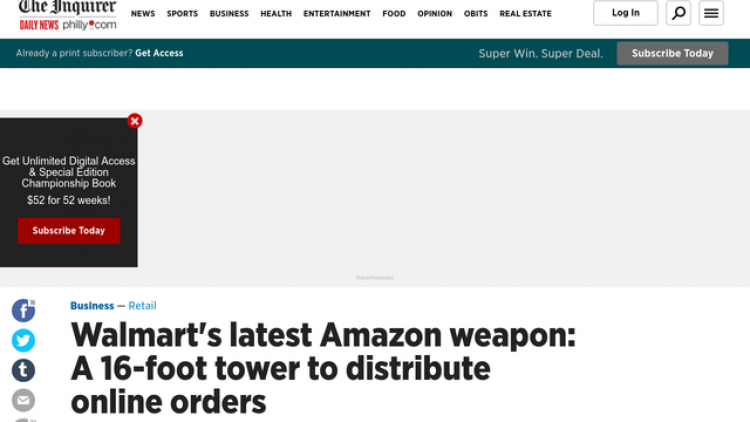 The Inquirer
DAILY NEWS philly.com
NEWS SPORTS BUSINESS HEALTH ENTERTAINMENT FOOD OPINION OBITS REAL ESTATE
Log In
Already a print subscriber? Get Access
Super Win. Super Deal.
Subscribe Today
Get Unlimited Digital Access
& Special Edition
Championship Book
$52 for 52 weeks!
Subscribe Today
Advertisement
16
Business — Retail
Walmart's latest Amazon weapon:
A 16-foot tower to distribute
online orders